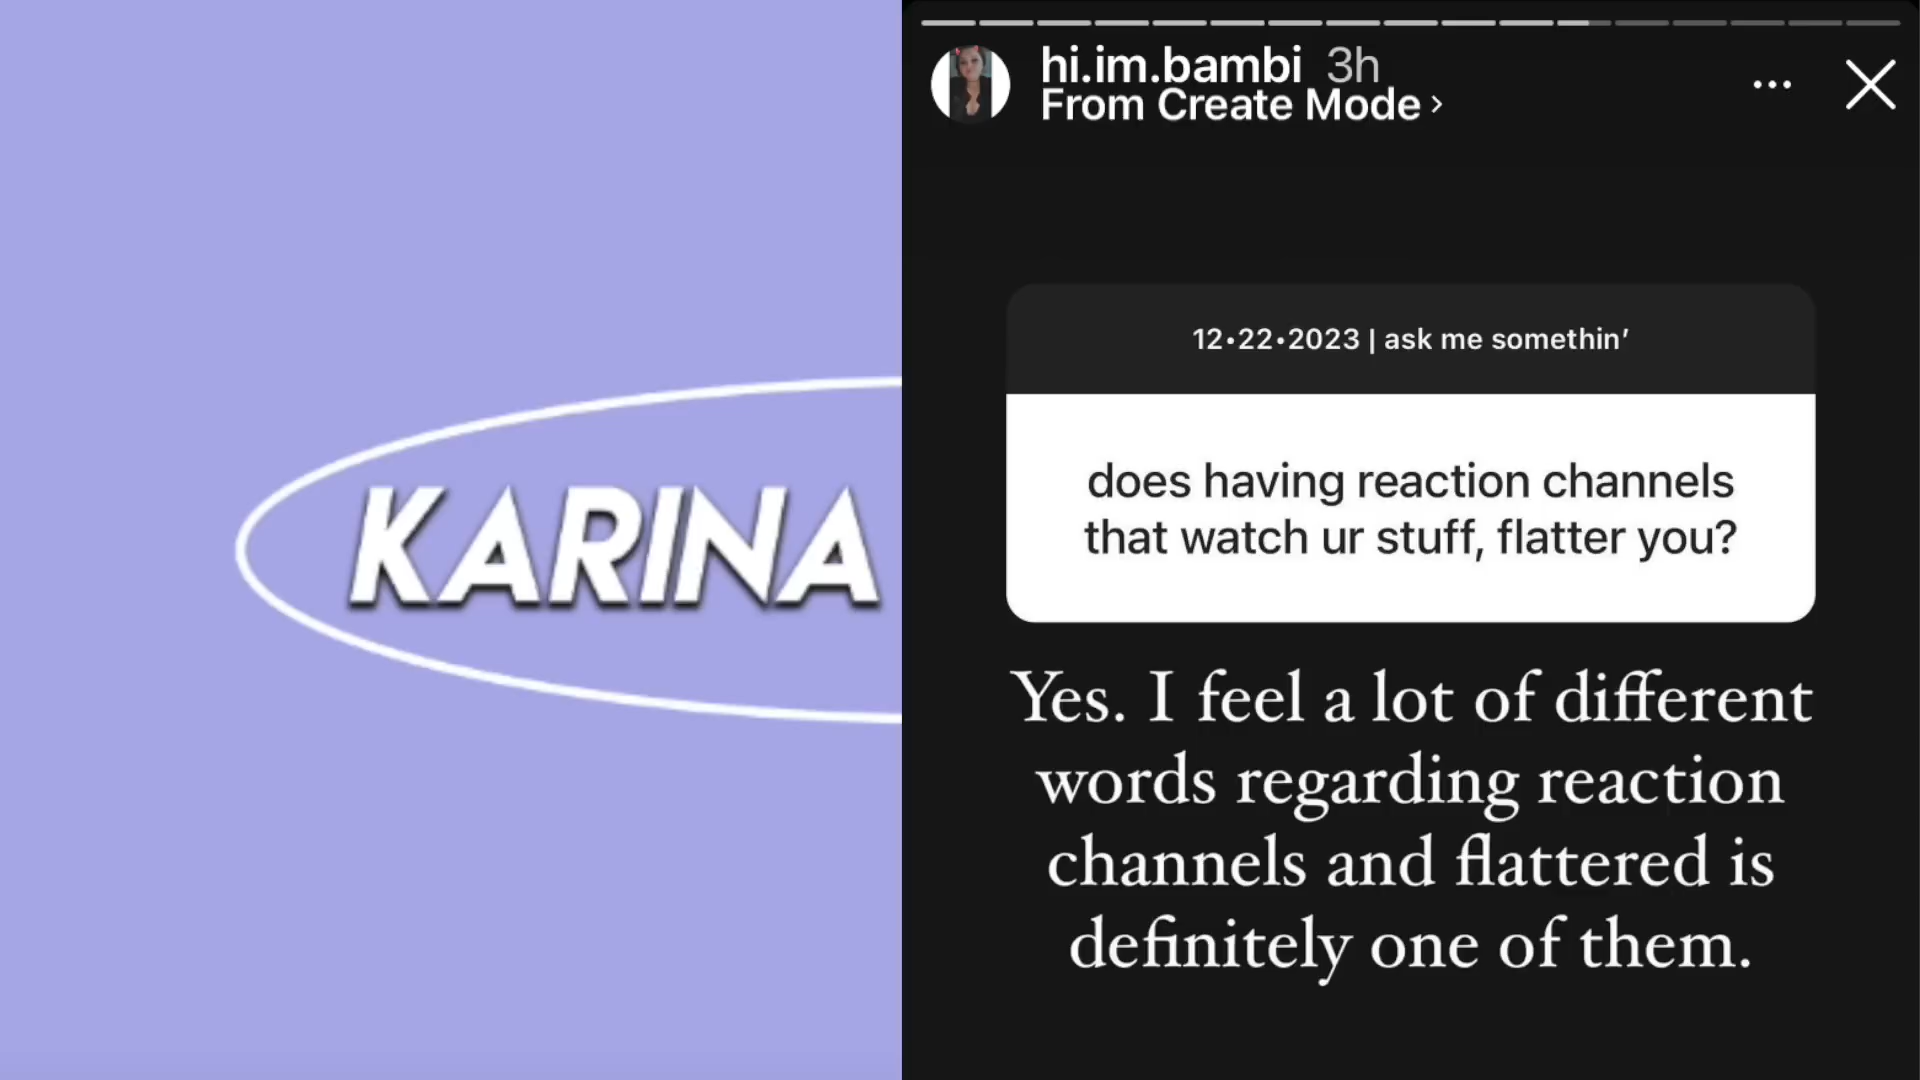 KARINA
hi.im.bambi 3h
From Create Mode ›
12•22•2023 | ask me somethin’
does having reaction channels
that watch ur stuff, flatter you?
Yes. I feel a lot of different
words regarding reaction
channels and flattered is
definitely one of them.